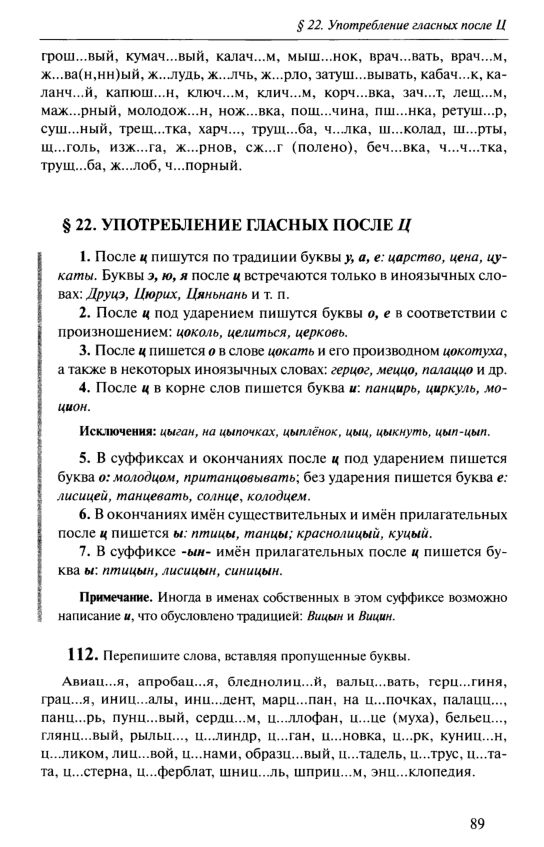 § 22. Употребление гласных после Ц
грош...вый, кумач...вый, калач...м, мыш...нок, врач...вать, врач...м,
ж...ва(н,нн)ый, ж...лудь, ж...лчь, ж...рло, затуш...вывать, кабач...к, ка-
ланч...й, капюш...н, ключ...м, клич...м, корч...вка, зач...т, лещ...м,
маж...рный, молодож...н, нож...вка, пощ...чина, пш...нка, ретуш...р,
суш...ный, трещ...тка, харч..., трущ...ба, ч...лка, ш...колад, ш...рты,
щ...голь, изж...га, ж...рнов, сж...г (полено), беч...вка, ч...ч...тка,
трущ...ба, ж...лоб, ч...порный.
§ 22. УПОТРЕБЛЕНИЕ ГЛАСНЫХ ПОСЛЕ Ц
1. После ц пишутся по традиции буквы у, а, е: царство, цена, цу-
каты. Буквы э, ю, я после ц встречаются только в иноязычных сло-
вах: Друцэ, Цюрих, Цяньнань и т. п.
2. После ц под ударением пишутся буквы о, е в соответствии с
произношением: цоколь, целиться, церковь.
3. После ц пишется о в слове цокать и его производном цокотуха,
а также в некоторых иноязычных словах: герцог, меццо, палаццо и др.
4. После ц в корне слов пишется буква и: панцирь, циркуль, мо-
цион.
Исключения: цыган, на цыпочках, цыплёнок, цыц, цыкнуть, цып-цып.
5. В суффиксах и окончаниях после ц под ударением пишется
буква о: молодцом, пританцовывать; без ударения пишется буква е:
лисицей, танцевать, солнце, колодцем.
6. В окончаниях имён существительных и имён прилагательных
после ц пишется ы: птицы, танцы; краснолицый, куцый.
7. В суффиксе -ын- имён прилагательных после ц пишется бу-
ква ы: птицын, лисицын, синицын.
Примечание. Иногда в именах собственных в этом суффиксе возможно
написание и, что обусловлено традицией: Вицын и Вицин.
112. Перепишите слова, вставляя пропущенные буквы.
Авиац...я, апробац...я, бледнолиц...й, вальц...вать, герц...гиня,
грац...я, иниц...алы, инц...дент, марц...пан, на ц...почках, палацц...,
панц...рь, пунц...вый, сердц...м, ц...ллофан, ц...це (муха), бельец...,
глянц...вый, рыльц..., ц...линдр, ц...ган, ц...новка, ц...рк, куниц...н,
ц...ликом, лиц...вой, ц...нами, образц...вый, ц...тадель, ц...трус, ц...та-
та, ц...стерна, ц...ферблат, шниц...ль, шприц...м, энц...клопедия.
89